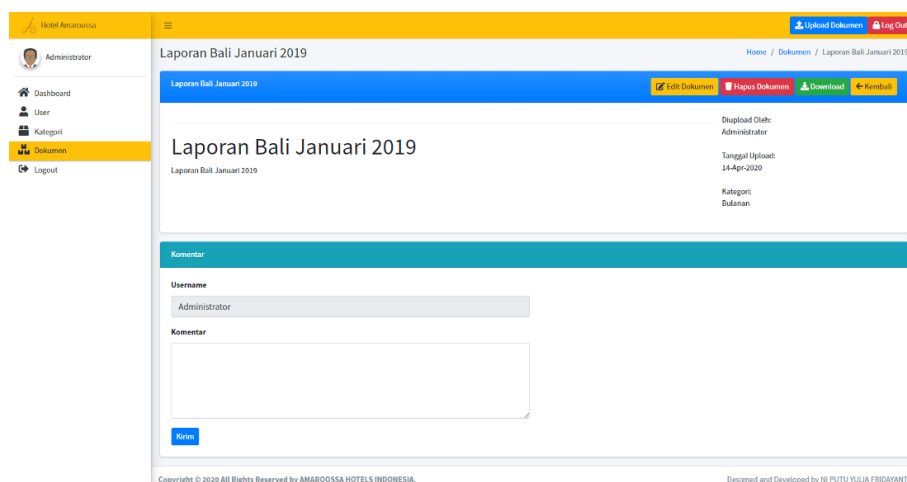 Hotel Amaroossa
Upload Dokumen
Log Out
Administrator
Laporan Bali Januari 2019
Home / Dokumen / Laporan Bali Januari 2019
Dashboard
User
Kategori
Dokumen
Logout
Laporan Bali Januari 2019
Edit Dokumen
Hapus Dokumen
Download
Kembali
Laporan Bali Januari 2019
Laporan Bali Januari 2019
Diupload Oleh:
Administrator
Tanggal Upload:
14-Apr-2020
Kategori:
Bulanan
Komentar
Username
Administrator
Komentar
Kirim
Copyright © 2020 All Rights Reserved by AMAROOSSA HOTELS INDONESIA.
Designed and Developed by NI PUTU YULIA FRIDAYANT